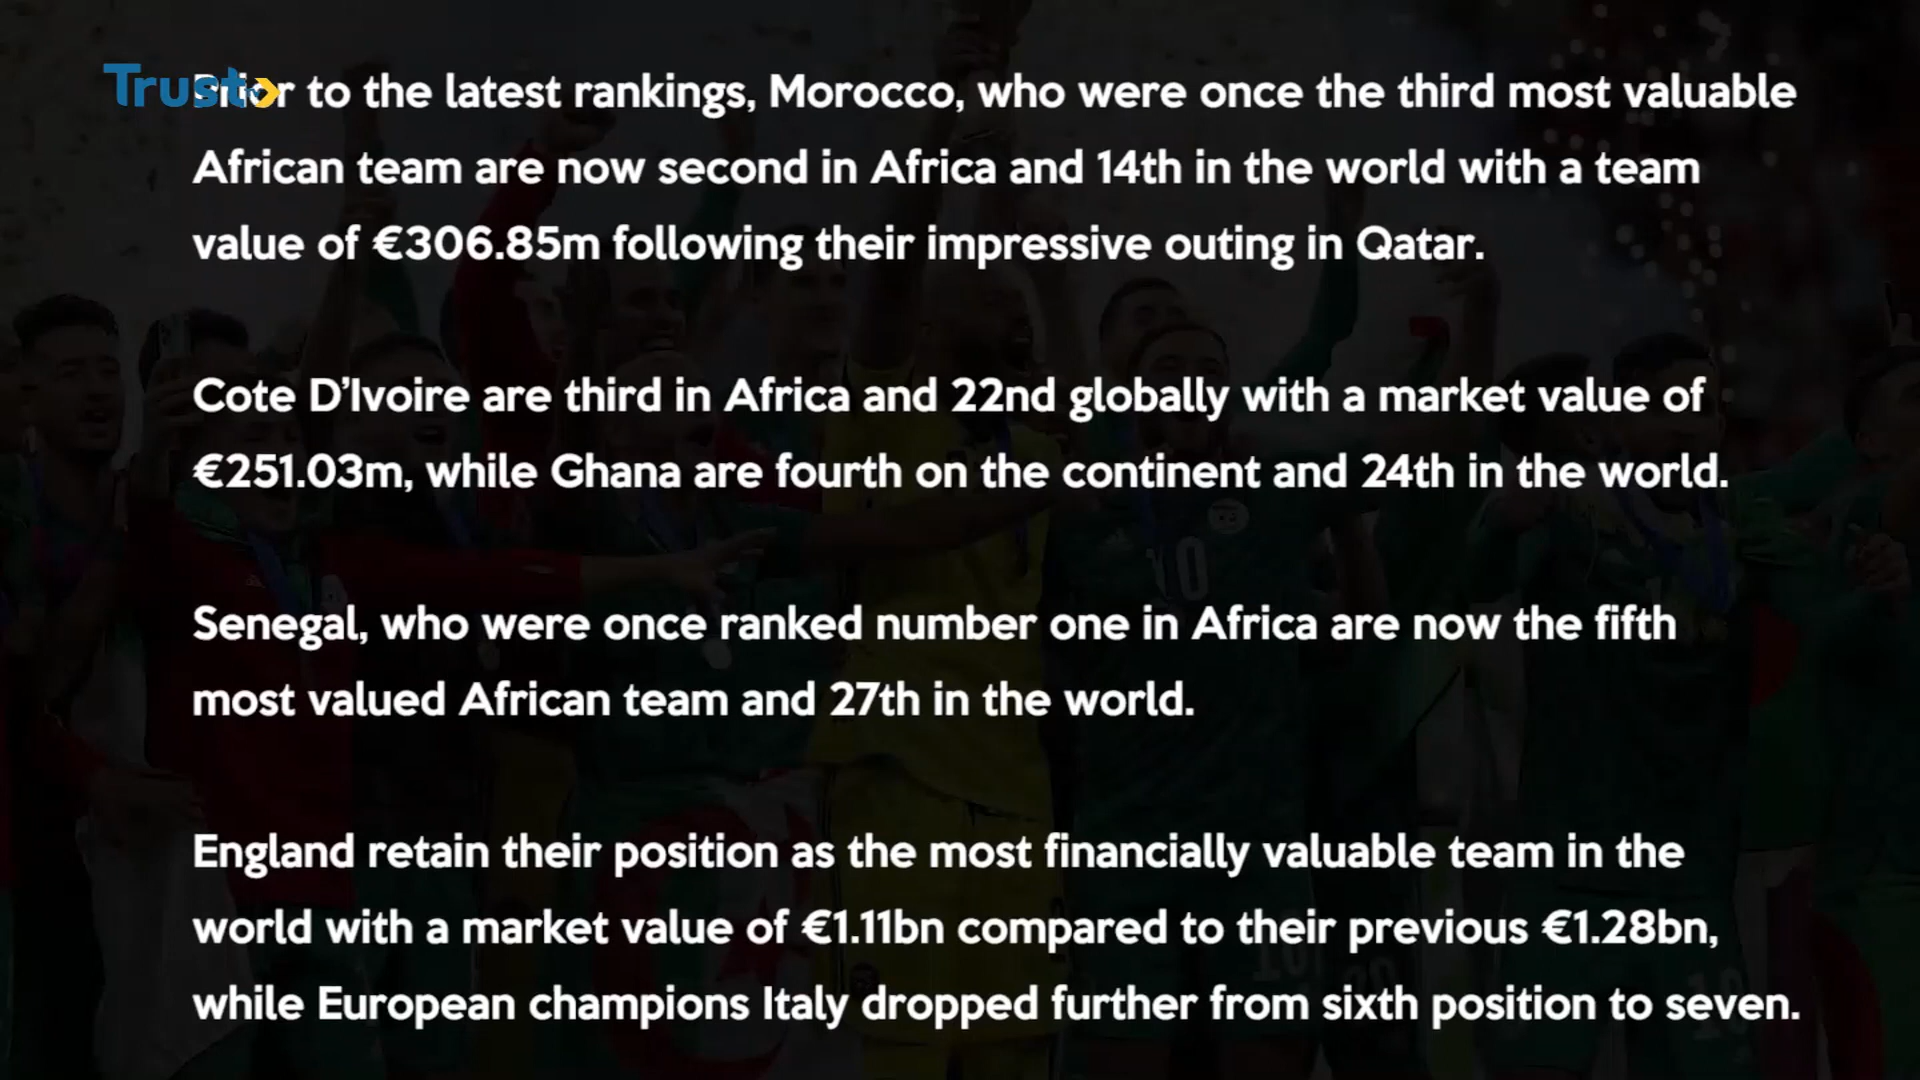 Trust
Prior to the latest rankings, Morocco, who were once the third most valuable
African team are now second in Africa and 14th in the world with a team
value of €306.85m following their impressive outing in Qatar.
Cote D’Ivoire are third in Africa and 22nd globally with a market value of
€251.03m, while Ghana are fourth on the continent and 24th in the world.
Senegal, who were once ranked number one in Africa are now the fifth
most valued African team and 27th in the world.
England retain their position as the most financially valuable team in the
world with a market value of €1.11bn compared to their previous €1.28bn,
while European champions Italy dropped further from sixth position to seven.
10